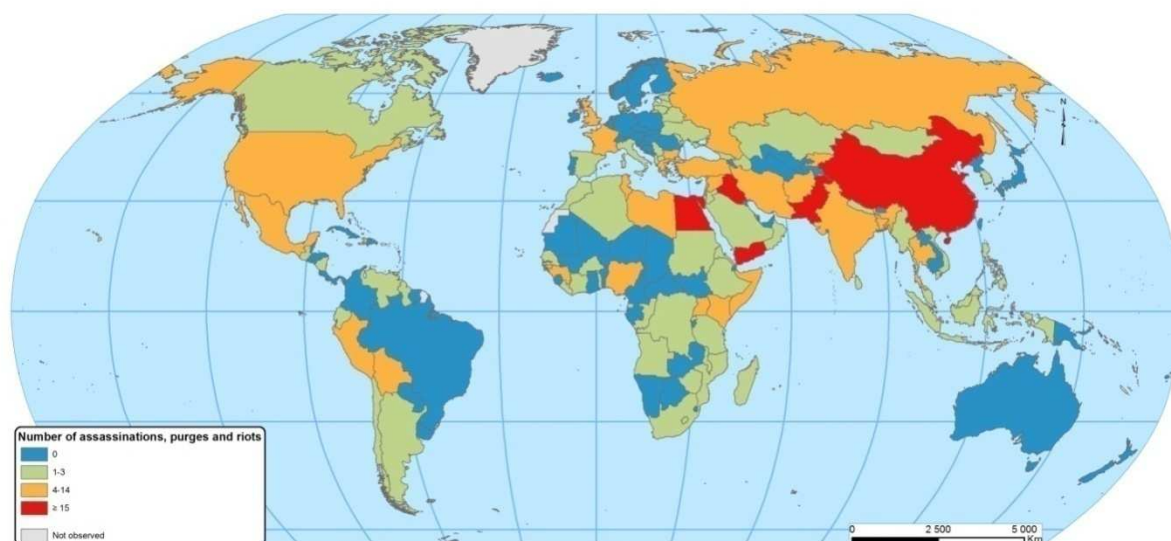 N
Number of assassinations, purges and riots
0
1-3
4-14
≥ 15
Not observed
0 2 500 5 000
Km